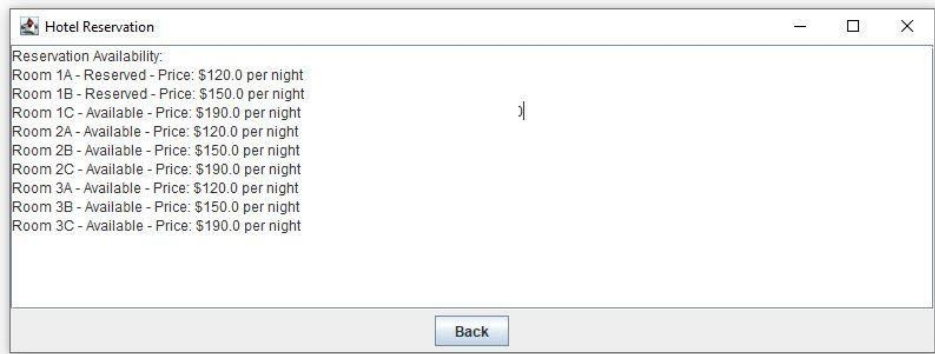 Hotel Reservation
Reservation Availability:
Room 1A - Reserved - Price: $120.0 per night
Room 1B - Reserved - Price: $150.0 per night
Room 1C - Available - Price: $190.0 per night
Room 2A - Available - Price: $120.0 per night
Room 2B - Available - Price: $150.0 per night
Room 2C - Available - Price: $190.0 per night
Room 3A - Available - Price: $120.0 per night
Room 3B - Available - Price: $150.0 per night
Room 3C - Available - Price: $190.0 per night
Back